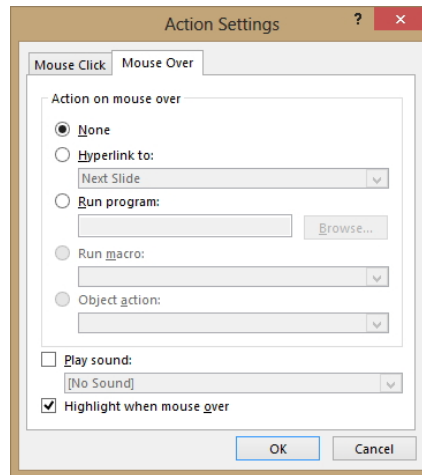 Action Settings
?
Mouse Click Mouse Over
Action on mouse over
None
Hyperlink to:
Next Slide
Run program:
Browse...
Run macro:
Object action:
Play sound:
[No Sound]
Highlight when mouse over
OK Cancel